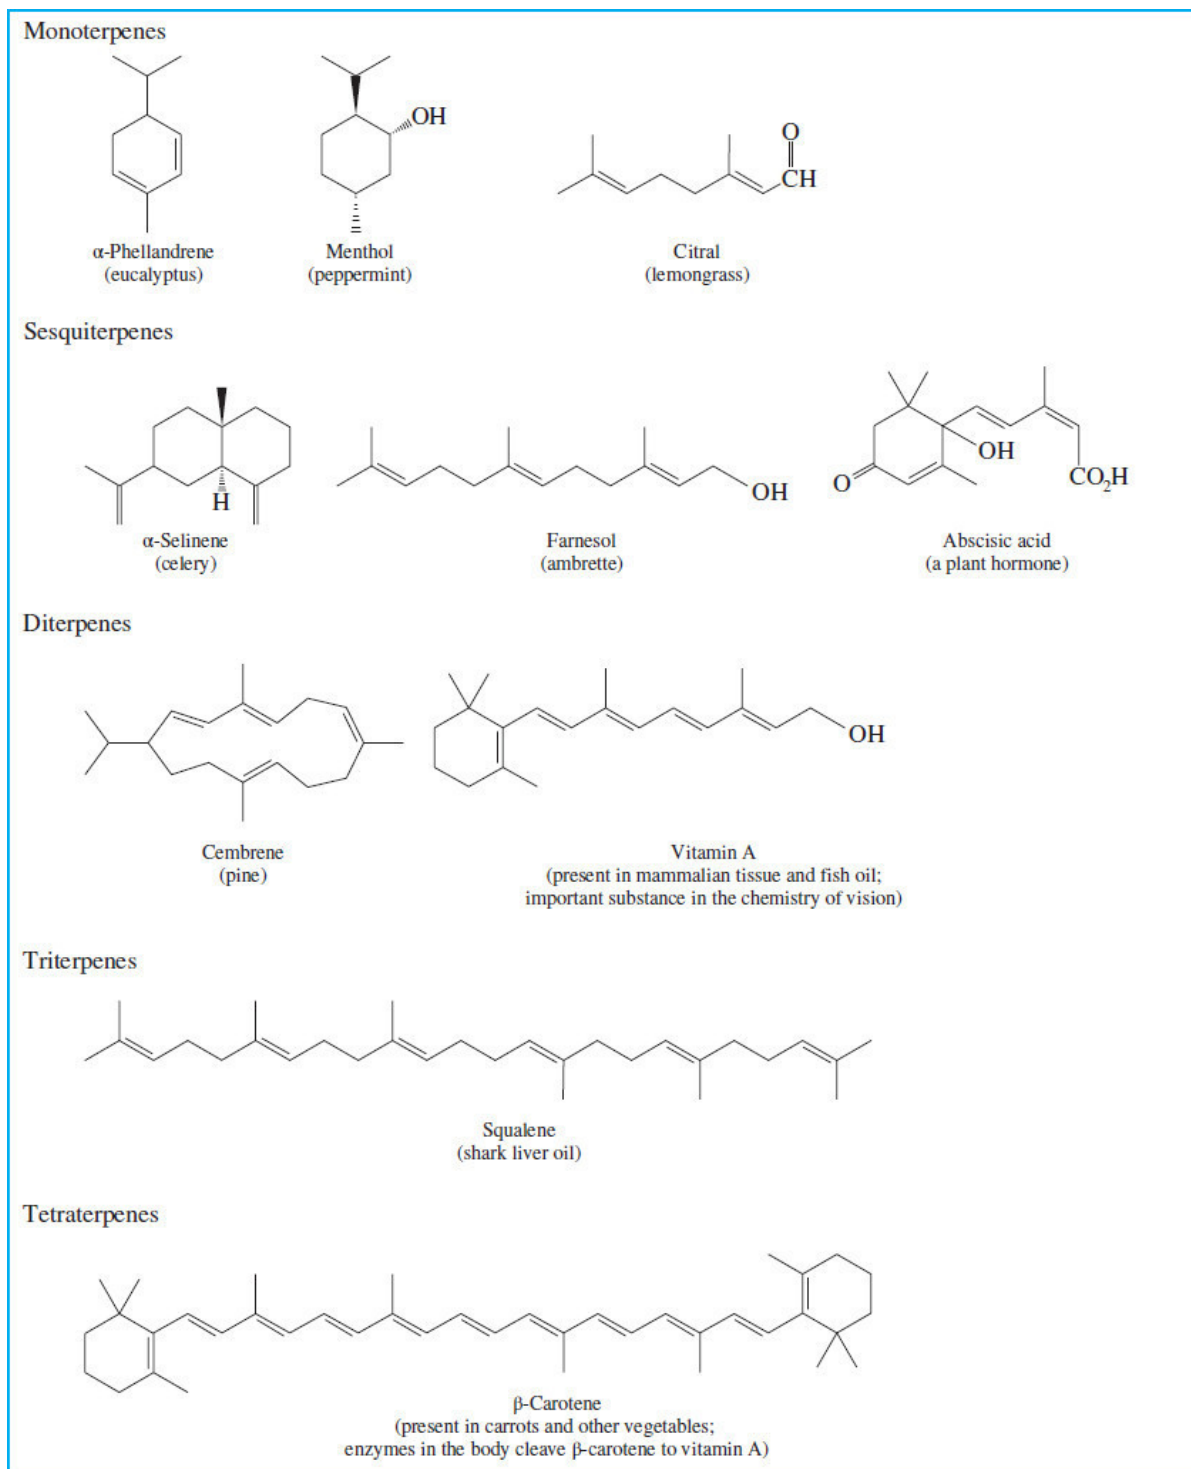 Monoterpenes
OH
O
CH
α-Phellandrene
(eucalyptus)
Menthol
(peppermint)
Citral
(lemongrass)
Sesquiterpenes
H
α-Selinene
(celery)
OH
Farnesol
(ambrette)
OH
O
CO₂H
Abscisic acid
(a plant hormone)
Diterpenes
Cembrene
(pine)
OH
Vitamin A
(present in mammalian tissue and fish oil;
important substance in the chemistry of vision)
Triterpenes
Squalene
(shark liver oil)
Tetraterpenes
β-Carotene
(present in carrots and other vegetables;
enzymes in the body cleave β-carotene to vitamin A)